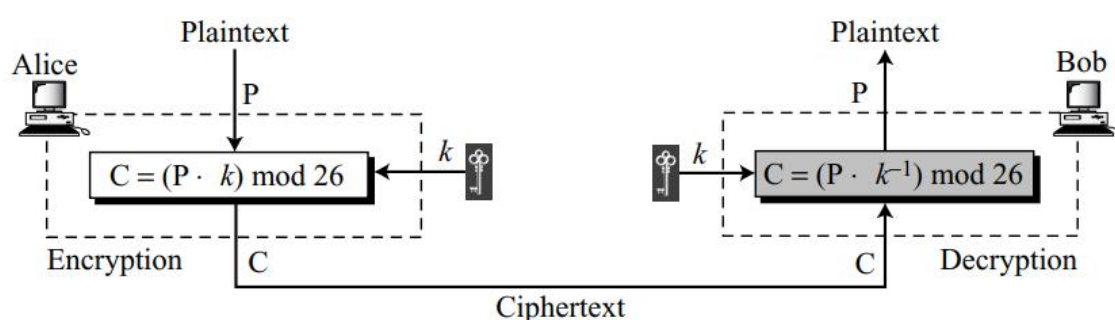 Plaintext
Plaintext
Alice
Bob
P
P
k
k
C = (P · k) mod 26
C = (P · k⁻¹) mod 26
Encryption
C
C
Decryption
Ciphertext